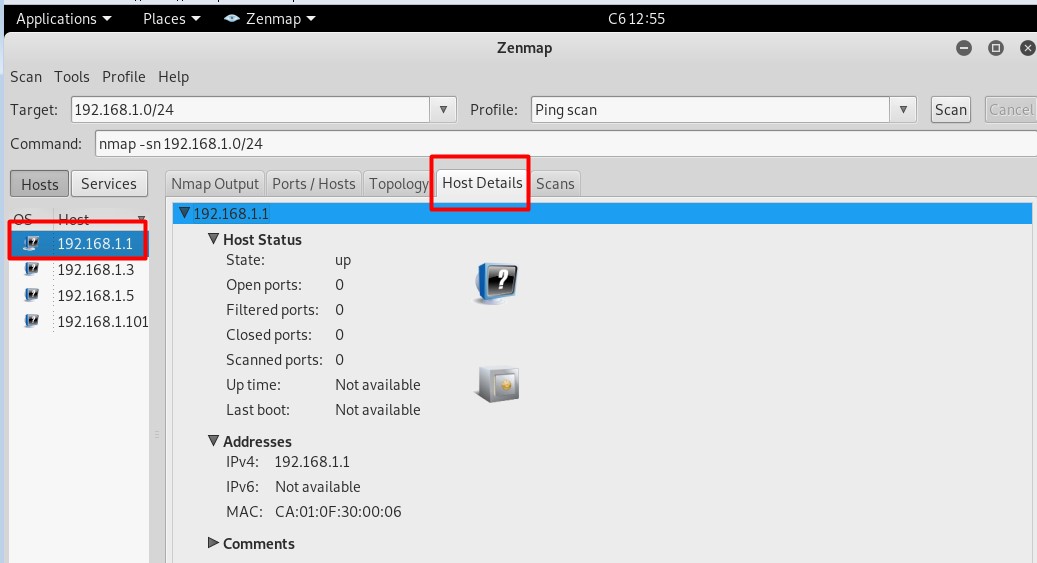 Applications Places Zenmap C6 12:55
Zenmap
Scan Tools Profile Help
Target: 192.168.1.0/24 Profile: Ping scan Scan Cancel
Command: nmap -sn 192.168.1.0/24
Hosts Services Nmap Output Ports / Hosts Topology Host Details Scans
OS Host
192.168.1.1
192.168.1.3
192.168.1.5
192.168.1.101
192.168.1.1
Host Status
State: up
Open ports: 0
Filtered ports: 0
Closed ports: 0
Scanned ports: 0
Up time: Not available
Last boot: Not available
Addresses
IPv4: 192.168.1.1
IPv6: Not available
MAC: CA:01:0F:30:00:06
Comments